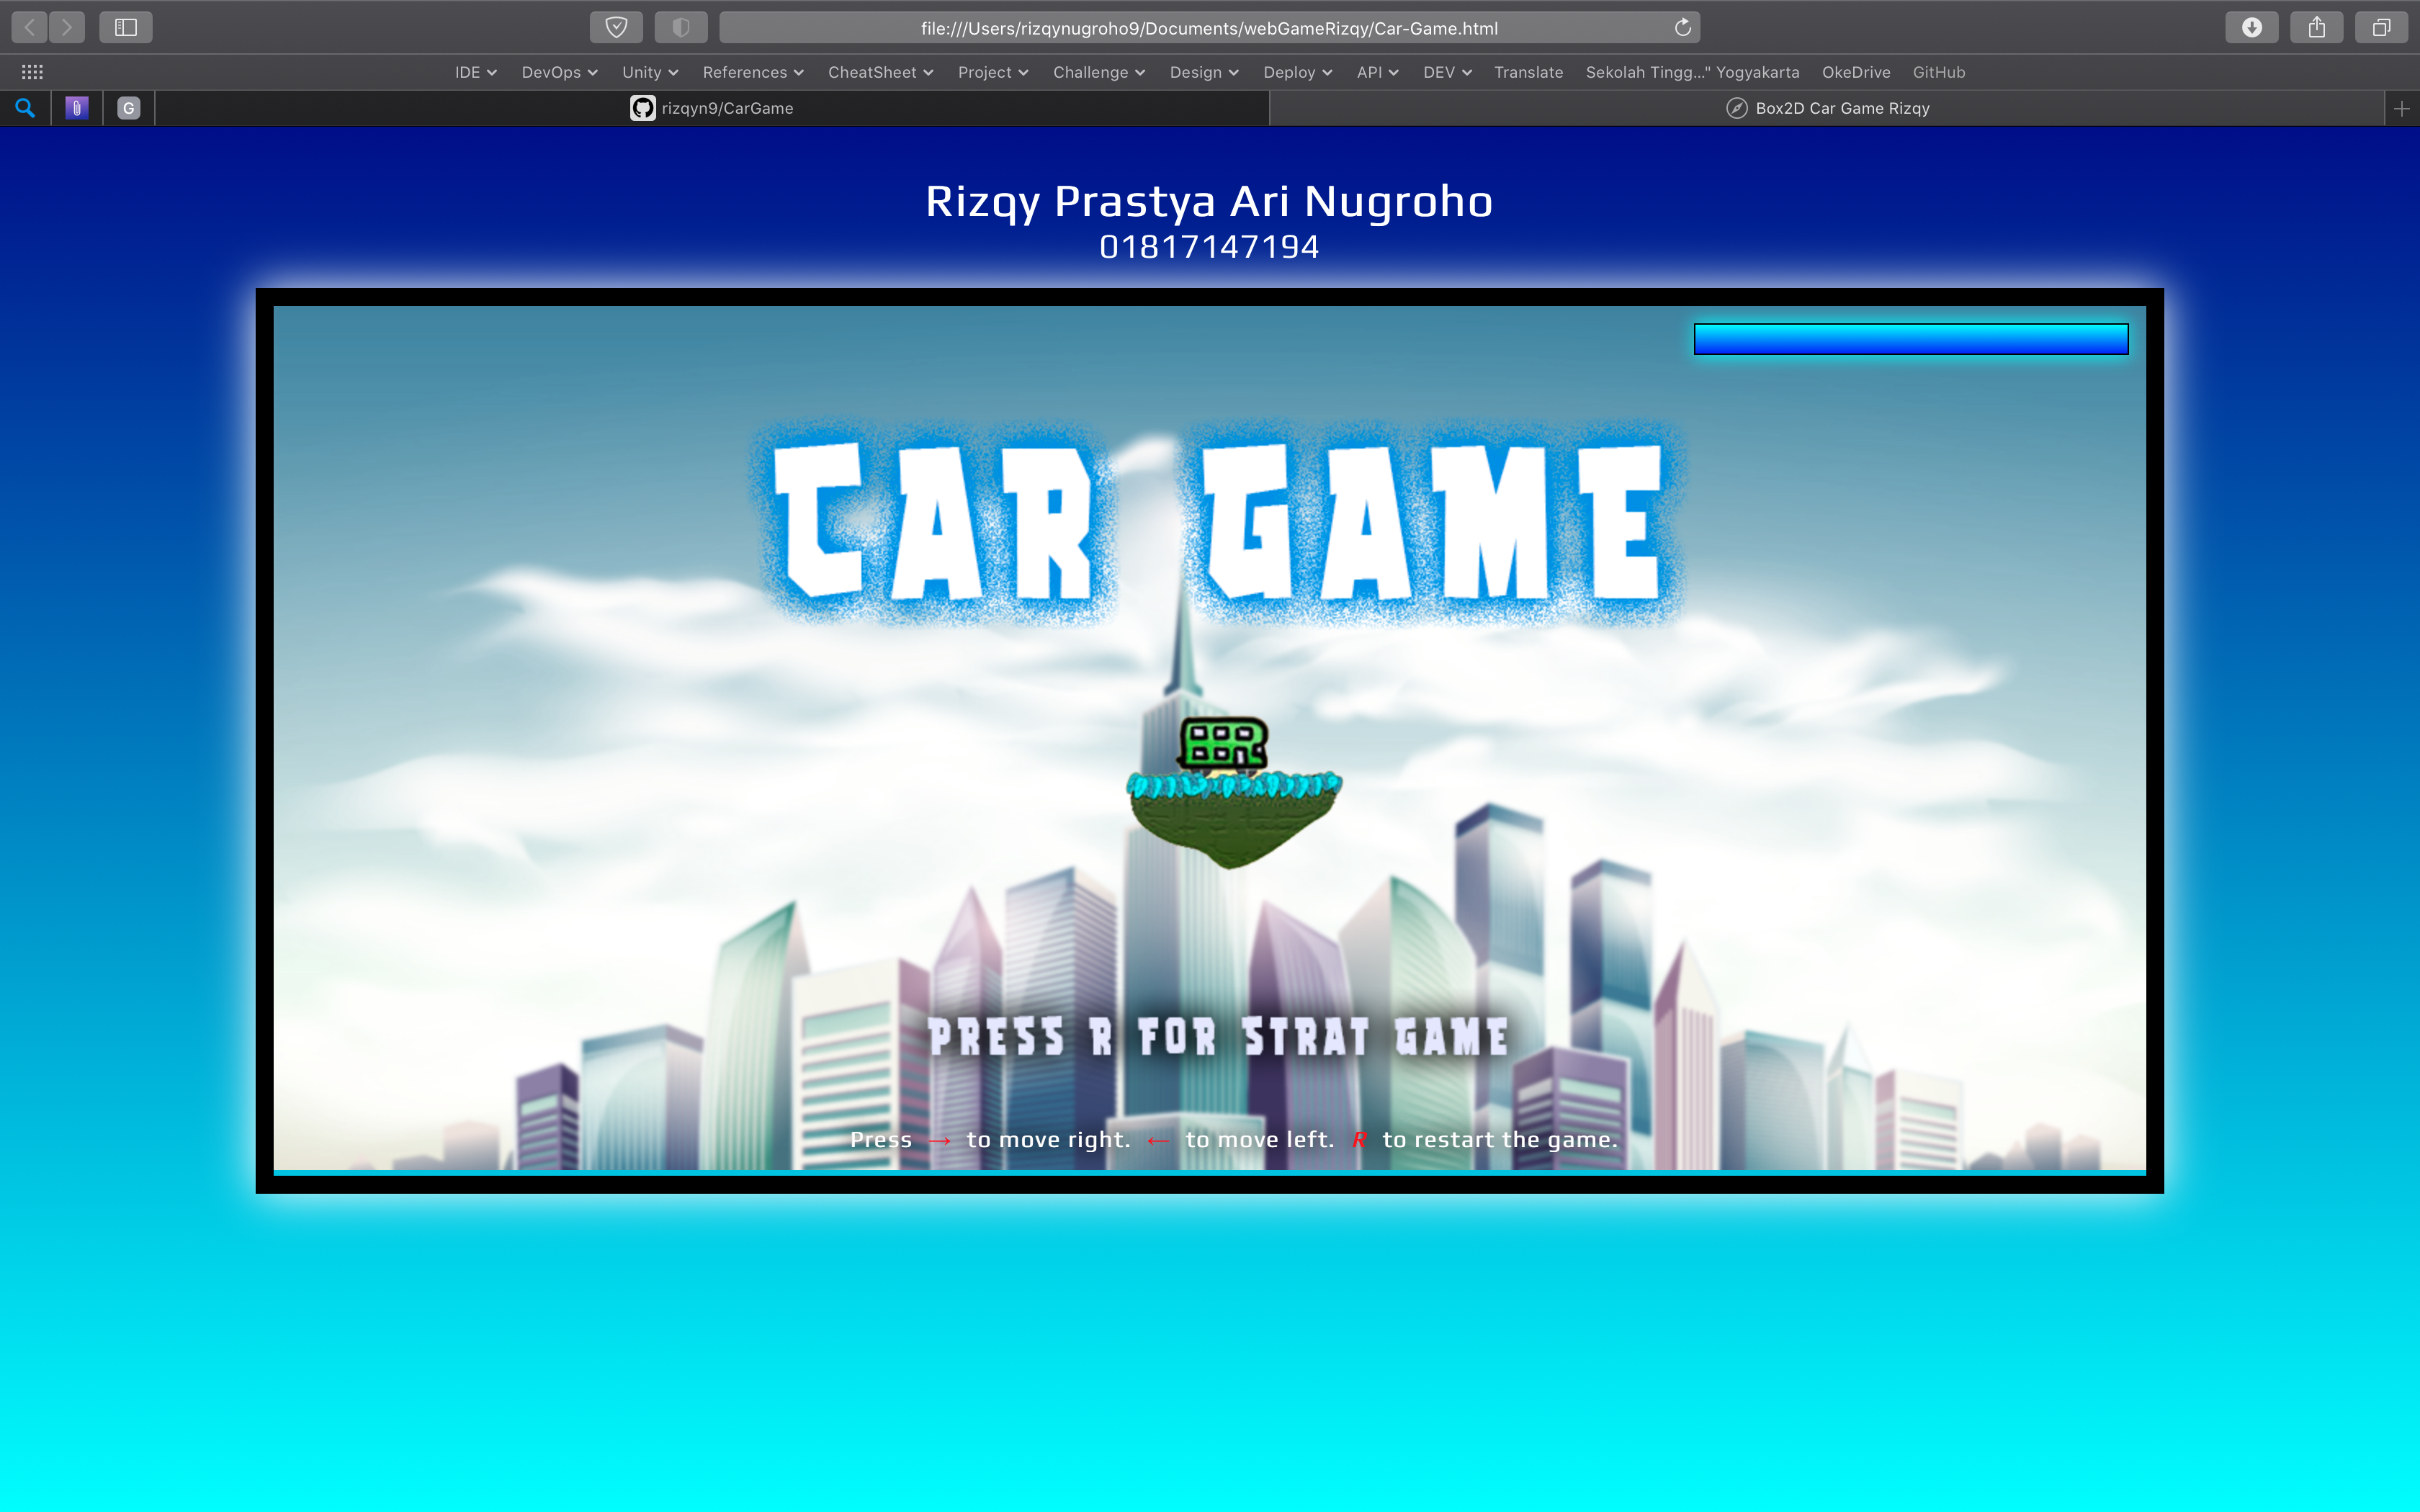 file:///Users/rizqynugroho9/Documents/webGameRizqy/Car-Game.html
IDE DevOps Unity References CheatSheet Project Challenge Design Deploy API DEV Translate Sekolah Tingg..." Yogyakarta OkeDrive GitHub
G rizqyn9/CarGame Box2D Car Game Rizqy
Rizqy Prastya Ari Nugroho
01817147194
CAR GAME
PRESS R FOR STRAT GAME
Press → to move right. ← to move left. R to restart the game.